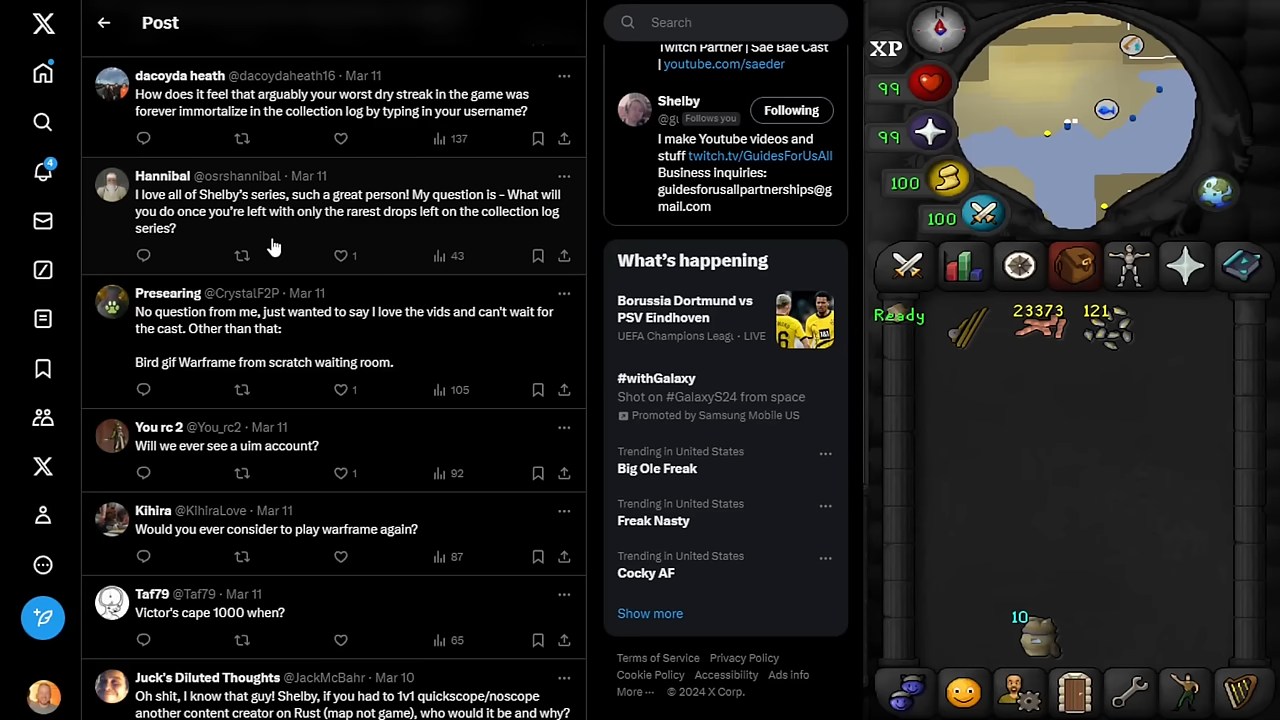 Post
dacoyda heath @dacoydaheath16 · Mar 11
How does it feel that arguably your worst dry streak in the game was
forever immortalize in the collection log by typing in your username?
137
Hannibal @osrshannibal · Mar 11
I love all of Shelby's series, such a great person! My question is - What will
you do once you're left with only the rarest drops left on the collection log
series?
1
43
Presearing @CrystalF2P · Mar 11
No question from me, just wanted to say I love the vids and can't wait for
the cast. Other than that:
Bird gif Warframe from scratch waiting room.
1
105
You rc 2 @You_rc2 · Mar 11
Will we ever see a uim account?
1
92
Kihira @KihiraLove · Mar 11
Would you ever consider to play warframe again?
87
Taf79 @Taf79 · Mar 11
Victor's cape 1000 when?
65
Juck's Diluted Thoughts @JackMcBahr · Mar 10
Oh shit, I know that guy! Shelby, if you had to 1v1 quickscope/noscope
another content creator on Rust (map not game), who would it be and why?
4
Search
Twitch Partner | Sae Bae Cast
| youtube.com/saeder
Shelby
Follows you
Following
I make Youtube videos and
stuff twitch.tv/GuidesForUsAll
Business inquiries:
guidesforusallpartnerships@g
mail.com
What's happening
Borussia Dortmund vs
PSV Eindhoven
UEFA Champions Leag · LIVE
#withGalaxy
Shot on #GalaxyS24 from space
Promoted by Samsung Mobile US
Trending in United States
Big Ole Freak
Trending in United States
Freak Nasty
Trending in United States
Cocky AF
Show more
Terms of Service Privacy Policy
Cookie Policy Accessibility Ads info
More ··· © 2024 X Corp.
N
XP
99
99
100
100
Ready
23373
121
10